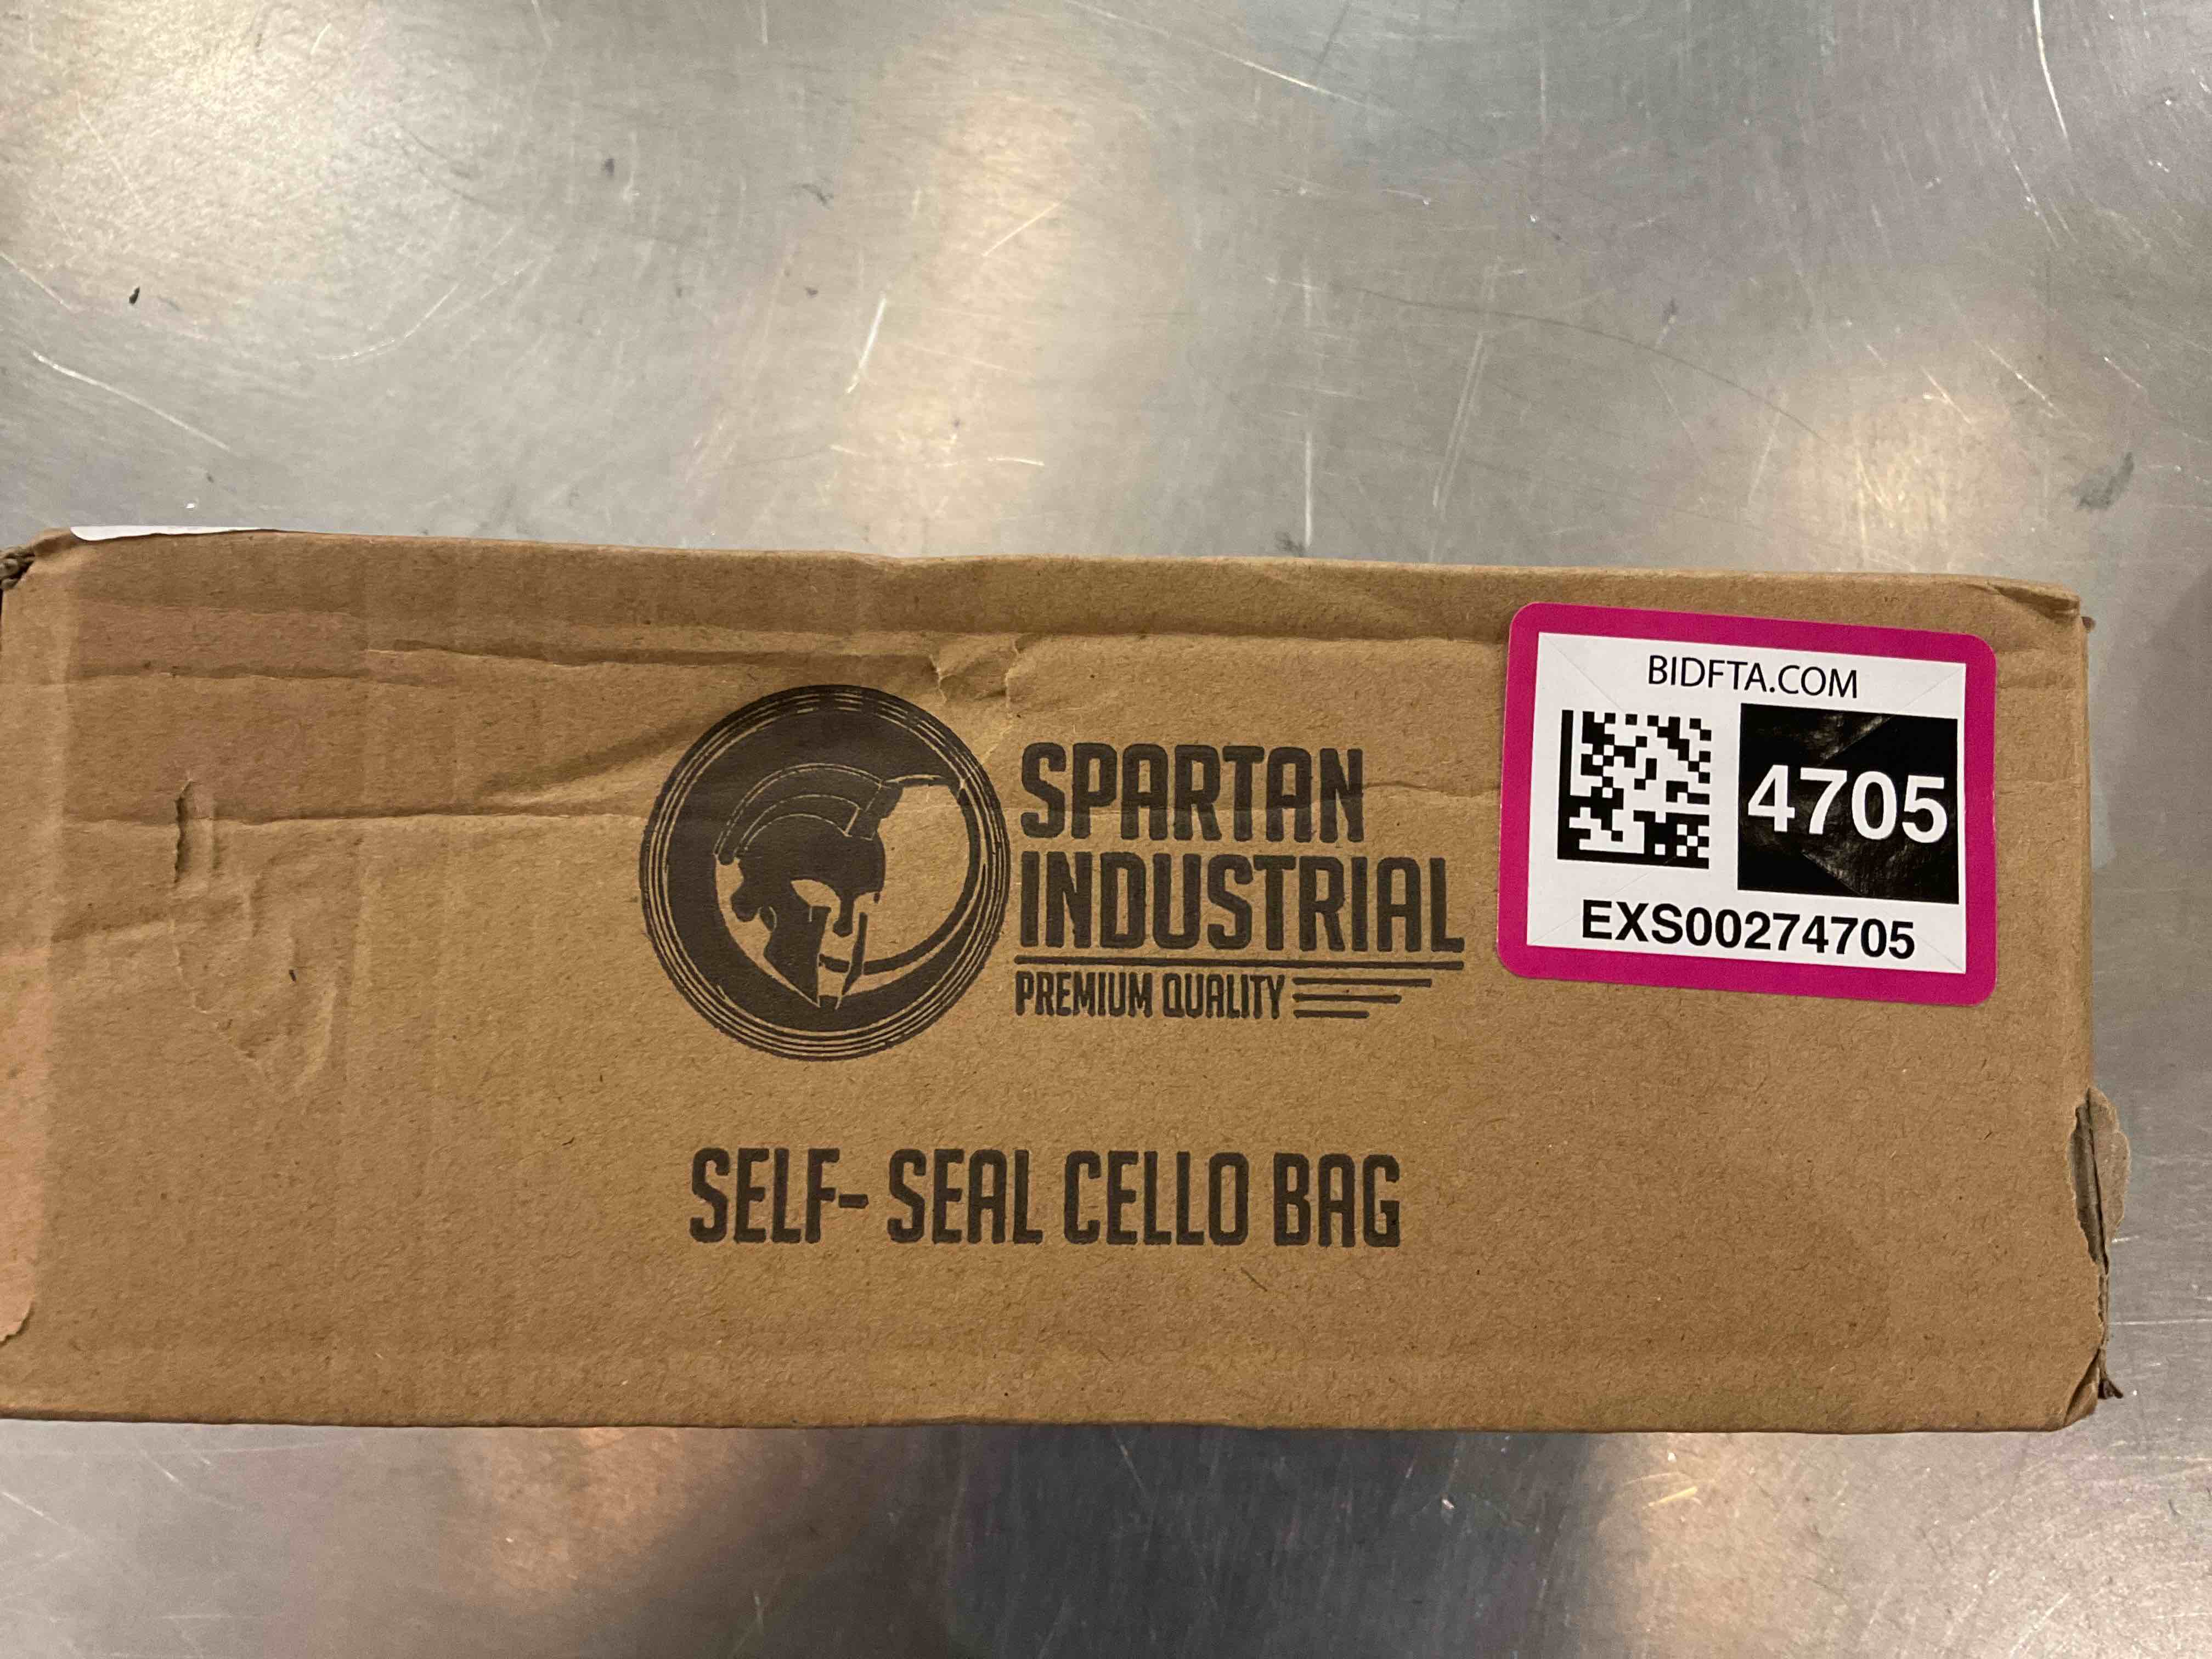 SPARTAN
INDUSTRIAL
PREMIUM QUALITY
SELF- SEAL CELLO BAG
BIDFTA.COM
4705
EXS00274705